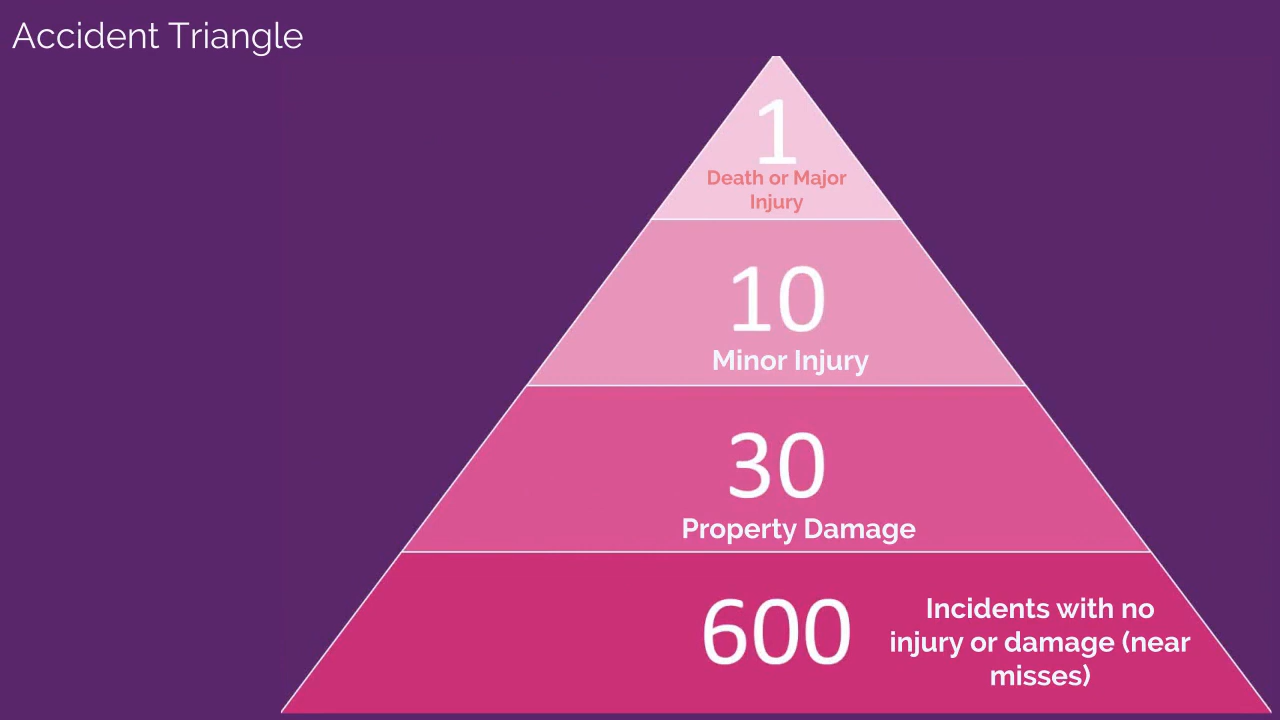 Accident Triangle
1
Death or Major
Injury
10
Minor Injury
30
Property Damage
600
Incidents with no
injury or damage (near
misses)